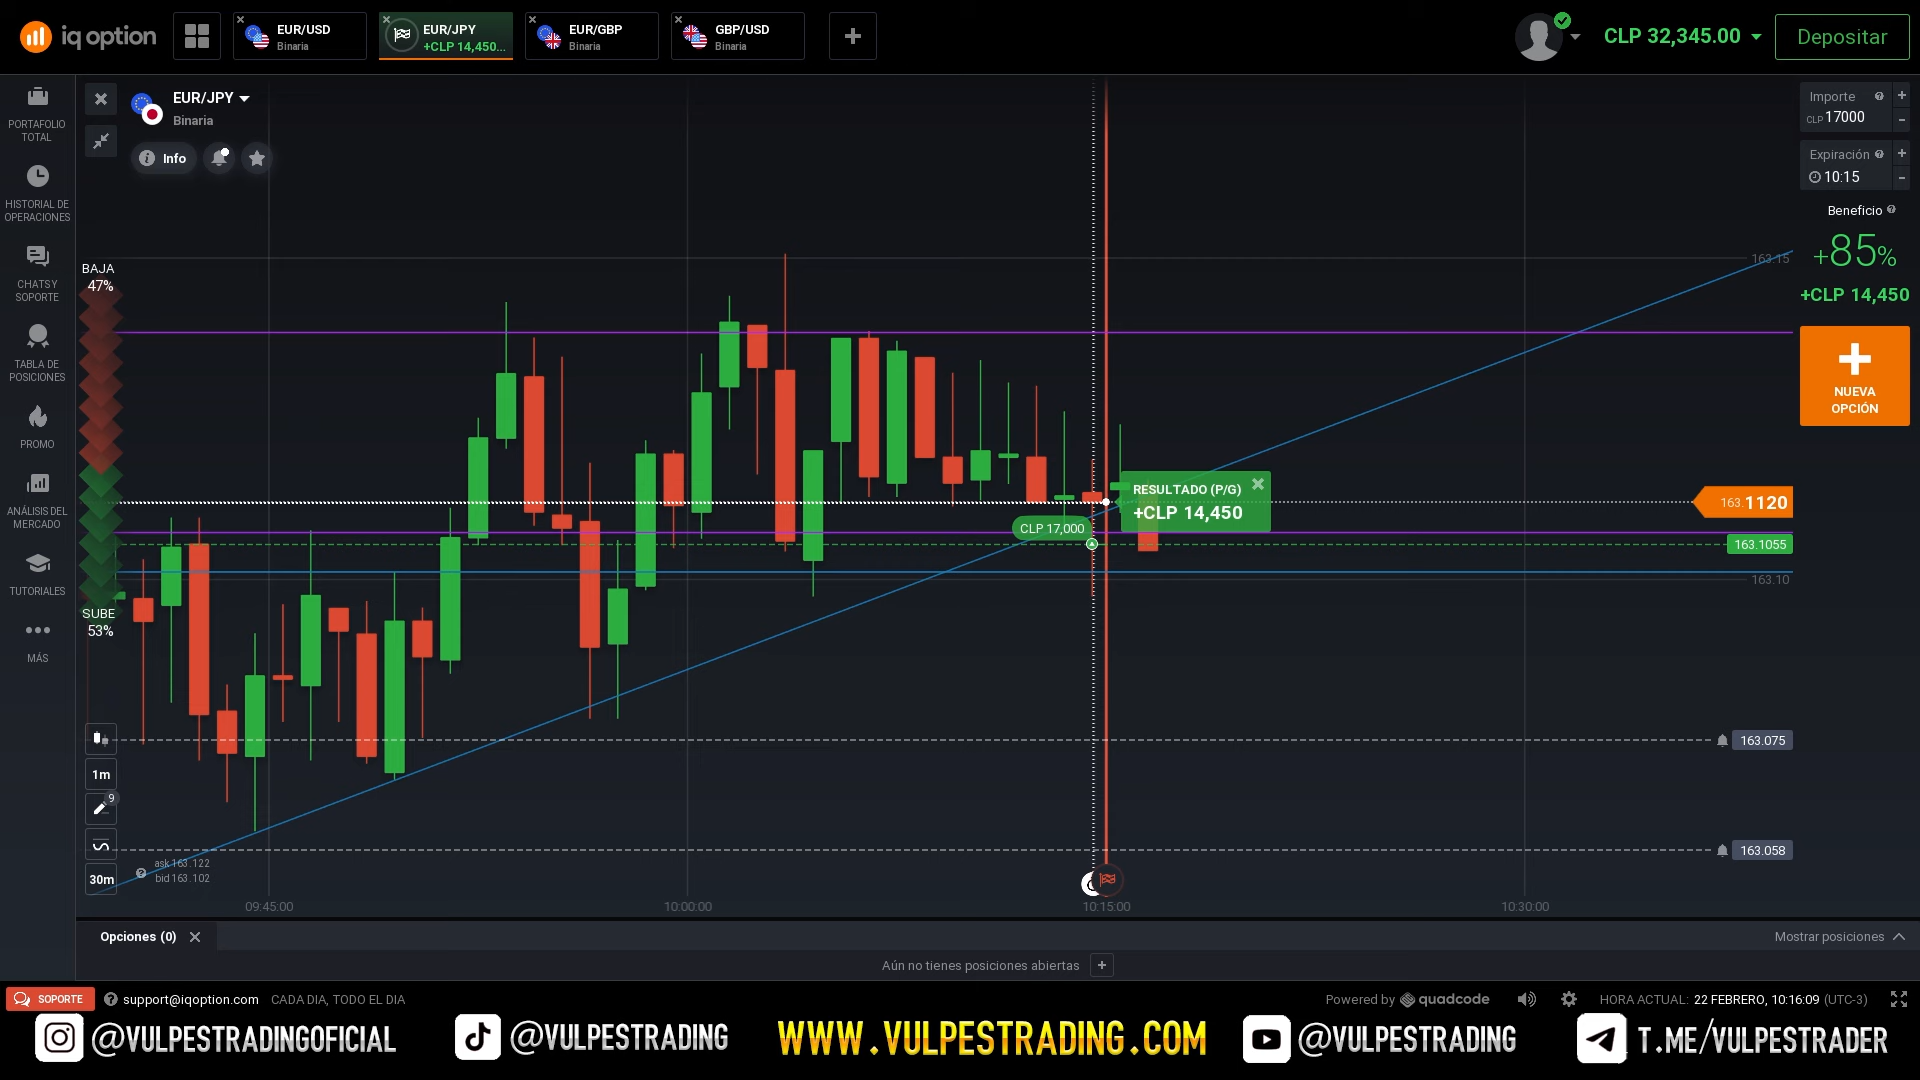 iq option
EUR/USD
Binaria
EUR/JPY
+CLP 14,450...
EUR/GBP
Binaria
GBP/USD
Binaria
CLP 32,345.00
Depositar
PORTAFOLIO
TOTAL
HISTORIAL DE
OPERACIONES
CHATS Y
SOPORTE
TABLA DE
POSICIONES
PROMO
ANÁLISIS DEL
MERCADO
TUTORIALES
MÁS
EUR/JPY
Binaria
Info
BAJA
47%
SUBE
53%
1m
9
30m
ask 163.122
bid 163.102
CLP 17,000
RESULTADO (P/G)
+CLP 14,450
163.15
163.1120
163.1055
163.10
163.075
163.058
09:45:00
10:00:00
10:15:00
10:30:00
Importe
CLP 17000
Expiración
10:15
Beneficio
+85%
+CLP 14,450
NUEVA
OPCIÓN
Opciones (0)
Mostrar posiciones
Aún no tienes posiciones abiertas
SOPORTE
support@iqoption.com
CADA DIA, TODO EL DIA
Powered by quadcode
HORA ACTUAL: 22 FEBRERO, 10:16:09 (UTC-3)
@VULPESTRADINGOFICIAL
@VULPESTRADING
WWW.VULPESTRADING.COM
@VULPESTRADING
T.ME/VULPESTRADER